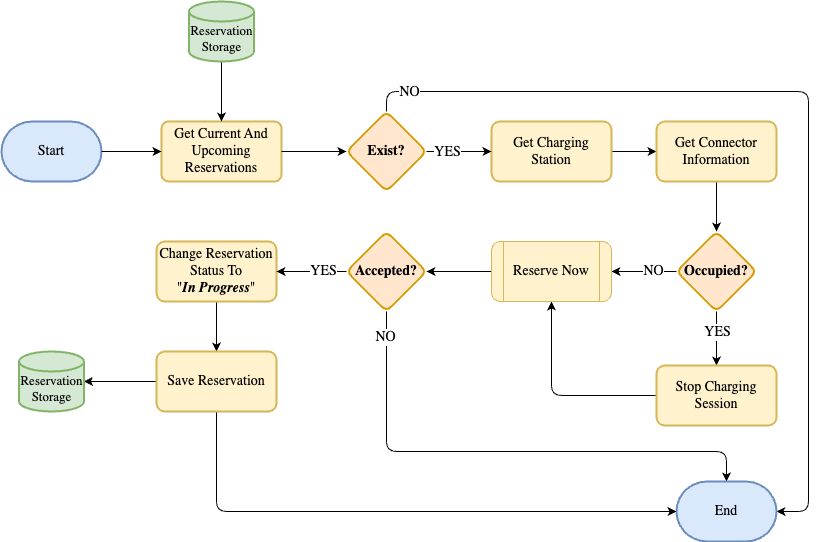 Reservation
Storage
NO
Start
Get Current And
Upcoming
Reservations
Exist?
YES
Get Charging
Station
Get Connector
Information
Change Reservation
Status To
"In Progress"
YES
Accepted?
Reserve Now
NO
Occupied?
NO
YES
Reservation
Storage
Save Reservation
Stop Charging
Session
End